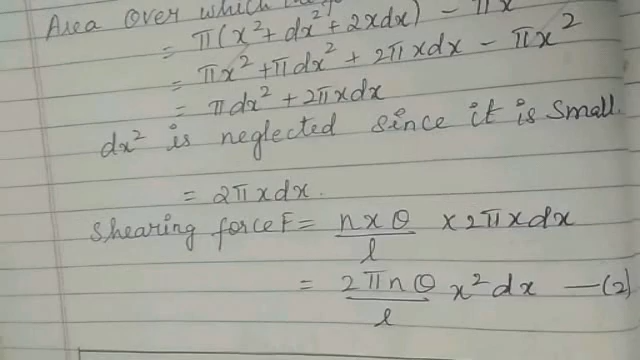 Area over which
= π(x² + dx² + 2xdx) - πx
= πx² + πdx² + 2πxdx - πx²
= πdx² + 2πxdx
dx² is neglected since it is small.
= 2πxdx.
Shearing force F = nxθ/l × 2πxdx
= 2πnθ/l x²dx —(2)